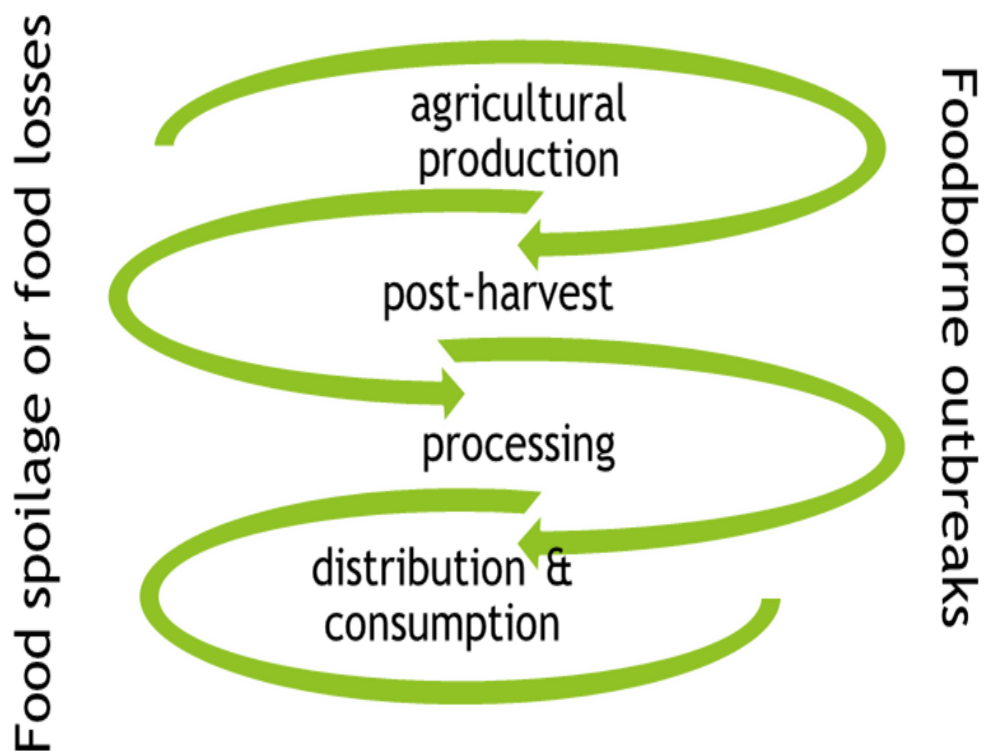 Food spoilage or food losses
agricultural
production
post-harvest
processing
distribution &
consumption
Foodborne outbreaks